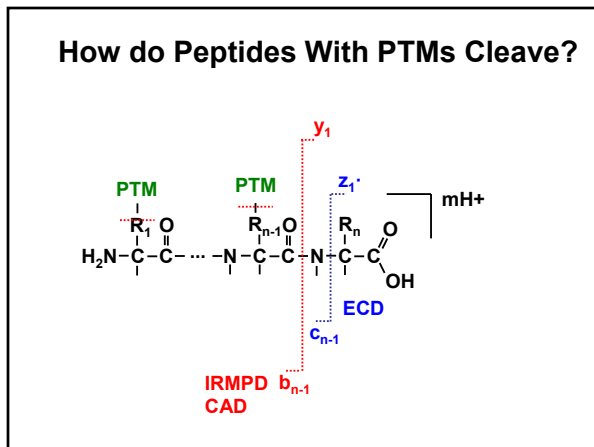 How do Peptides With PTMs Cleave?
y1
PTM PTM z1· mH+
R1 O Rn-1 O Rn O
H2N–C–C ··· N–C–C–N–C–C
OH
ECD
cn-1
IRMPD bn-1
CAD